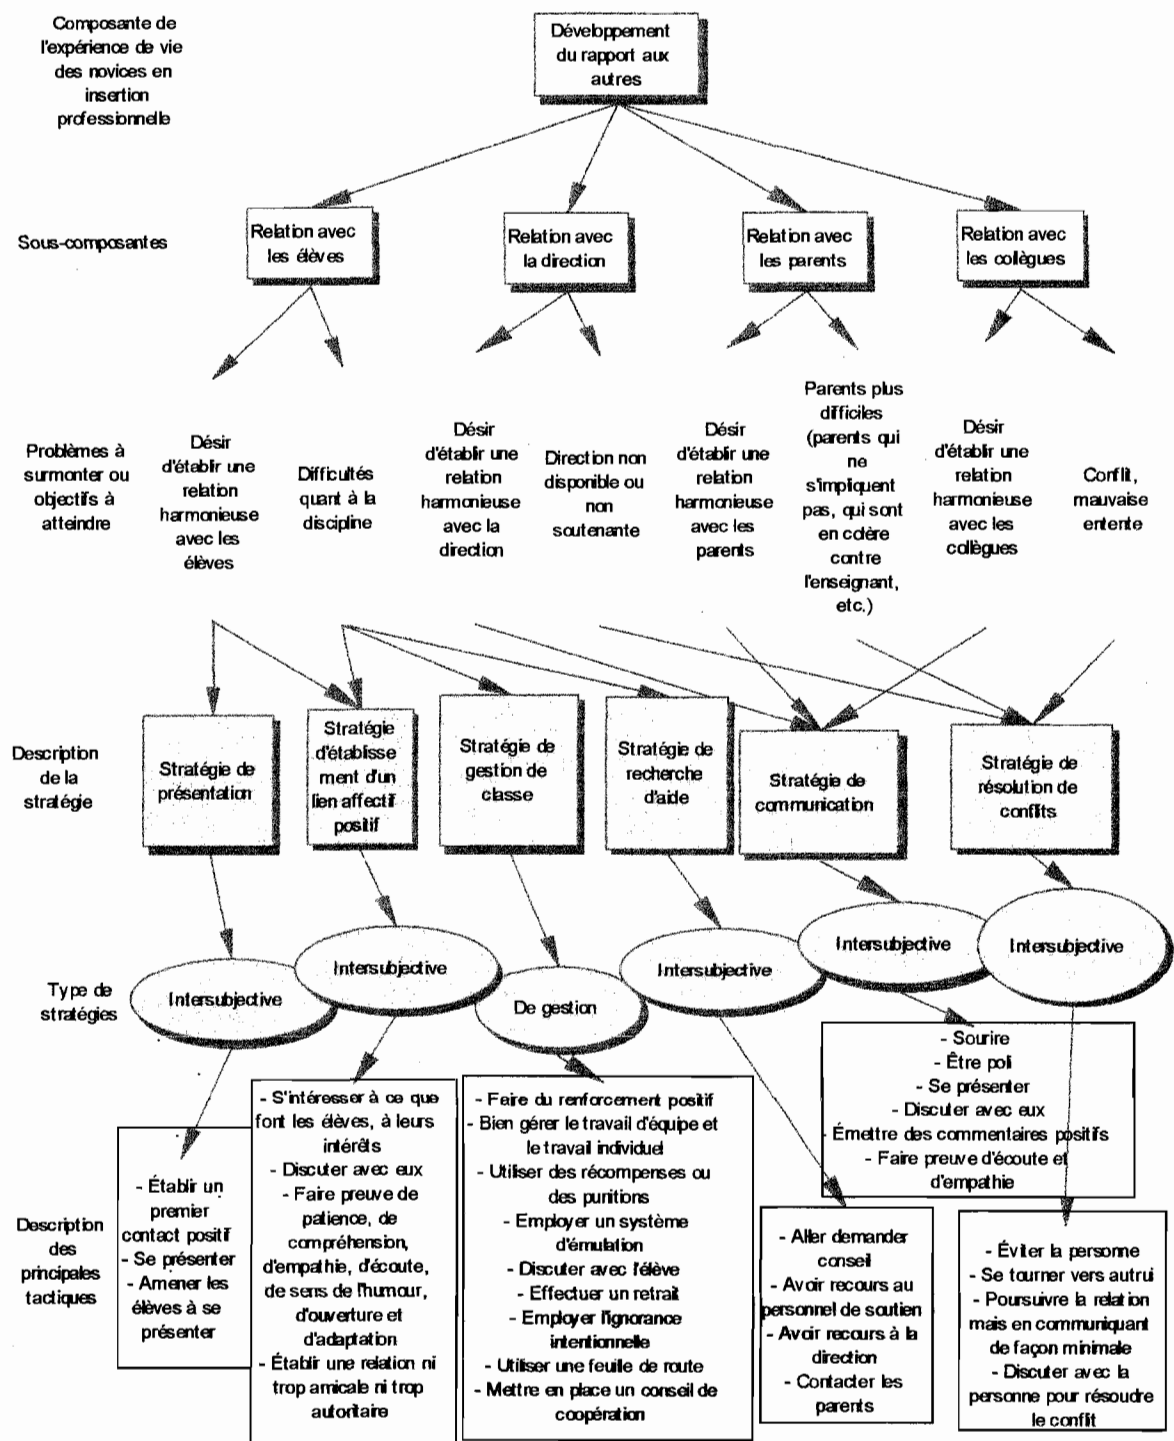 Composante de
l'expérience de vie
des novices en
insertion
professionnelle
Développement
du rapport aux
autres
Sous-composantes
Relation avec
les élèves
Relation avec
la direction
Relation avec
les parents
Relation avec
les collègues
Problèmes à
surmonter ou
objectifs à
atteindre
Désir
d'établir une
relation
harmonieuse
avec les
élèves
Difficultés
quant à la
discipline
Désir
d'établir une
relation
harmonieuse
avec la
direction
Direction non
disponible ou
non
soutenante
Désir
d'établir une
relation
harmonieuse
avec les
parents
Parents plus
difficiles
(parents qui
ne
s'impliquent
pas, qui sont
en colère
contre
l'enseignant,
etc.)
Désir
d'établir une
relation
harmonieuse
avec les
collègues
Conflit,
mauvaise
entente
Description
de la
stratégie
Stratégie de
présentation
Stratégie
d'établisse
ment d'un
lien affectif
positif
Stratégie de
gestion de
classe
Stratégie de
recherche
d'aide
Stratégie de
communication
Stratégie de
résolution de
conflits
Type de
stratégies
Intersubjective
Intersubjective
De gestion
Intersubjective
Intersubjective
Intersubjective
Description
des
principales
tactiques
- Établir un
premier
contact positif
- Se présenter
- Amener les
élèves à se
présenter
- S'intéresser à ce que
font les élèves, à leurs
intérêts
- Discuter avec eux
- Faire preuve de
patience, de
compréhension,
d'empathie, d'écoute,
de sens de l'humour,
d'ouverture et
d'adaptation
- Établir une relation ni
trop amicale ni trop
autoritaire
- Faire du renforcement positif
- Bien gérer le travail d'équipe et
le travail individuel
- Utiliser des récompenses ou
des punitions
- Employer un système
d'émulation
- Discuter avec l'élève
- Effectuer un retrait
- Employer l'ignorance
intentionnelle
- Utiliser une feuille de route
- Mettre en place un conseil de
coopération
- Aller demander
conseil
- Avoir recours au
personnel de soutien
- Avoir recours à la
direction
- Contacter les
parents
- Sourire
- Être poli
- Se présenter
- Discuter avec eux
- Émettre des commentaires positifs
- Faire preuve d'écoute et
d'empathie
- Éviter la personne
- Se tourner vers autrui
- Poursuivre la relation
mais en communiquant
de façon minimale
- Discuter avec la
personne pour résoudre
le conflit